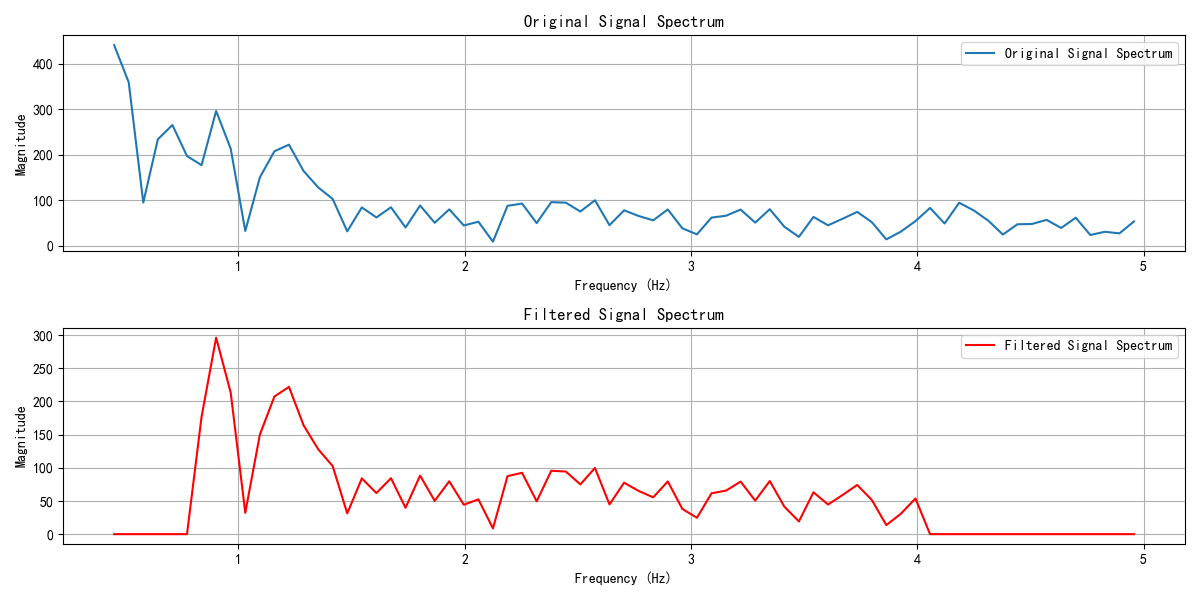 Original Signal Spectrum
Original Signal Spectrum
400
300
200
100
0
Magnitude
1 2 3 4 5
Frequency (Hz)
Filtered Signal Spectrum
Filtered Signal Spectrum
300
250
200
150
100
50
0
Magnitude
1 2 3 4 5
Frequency (Hz)